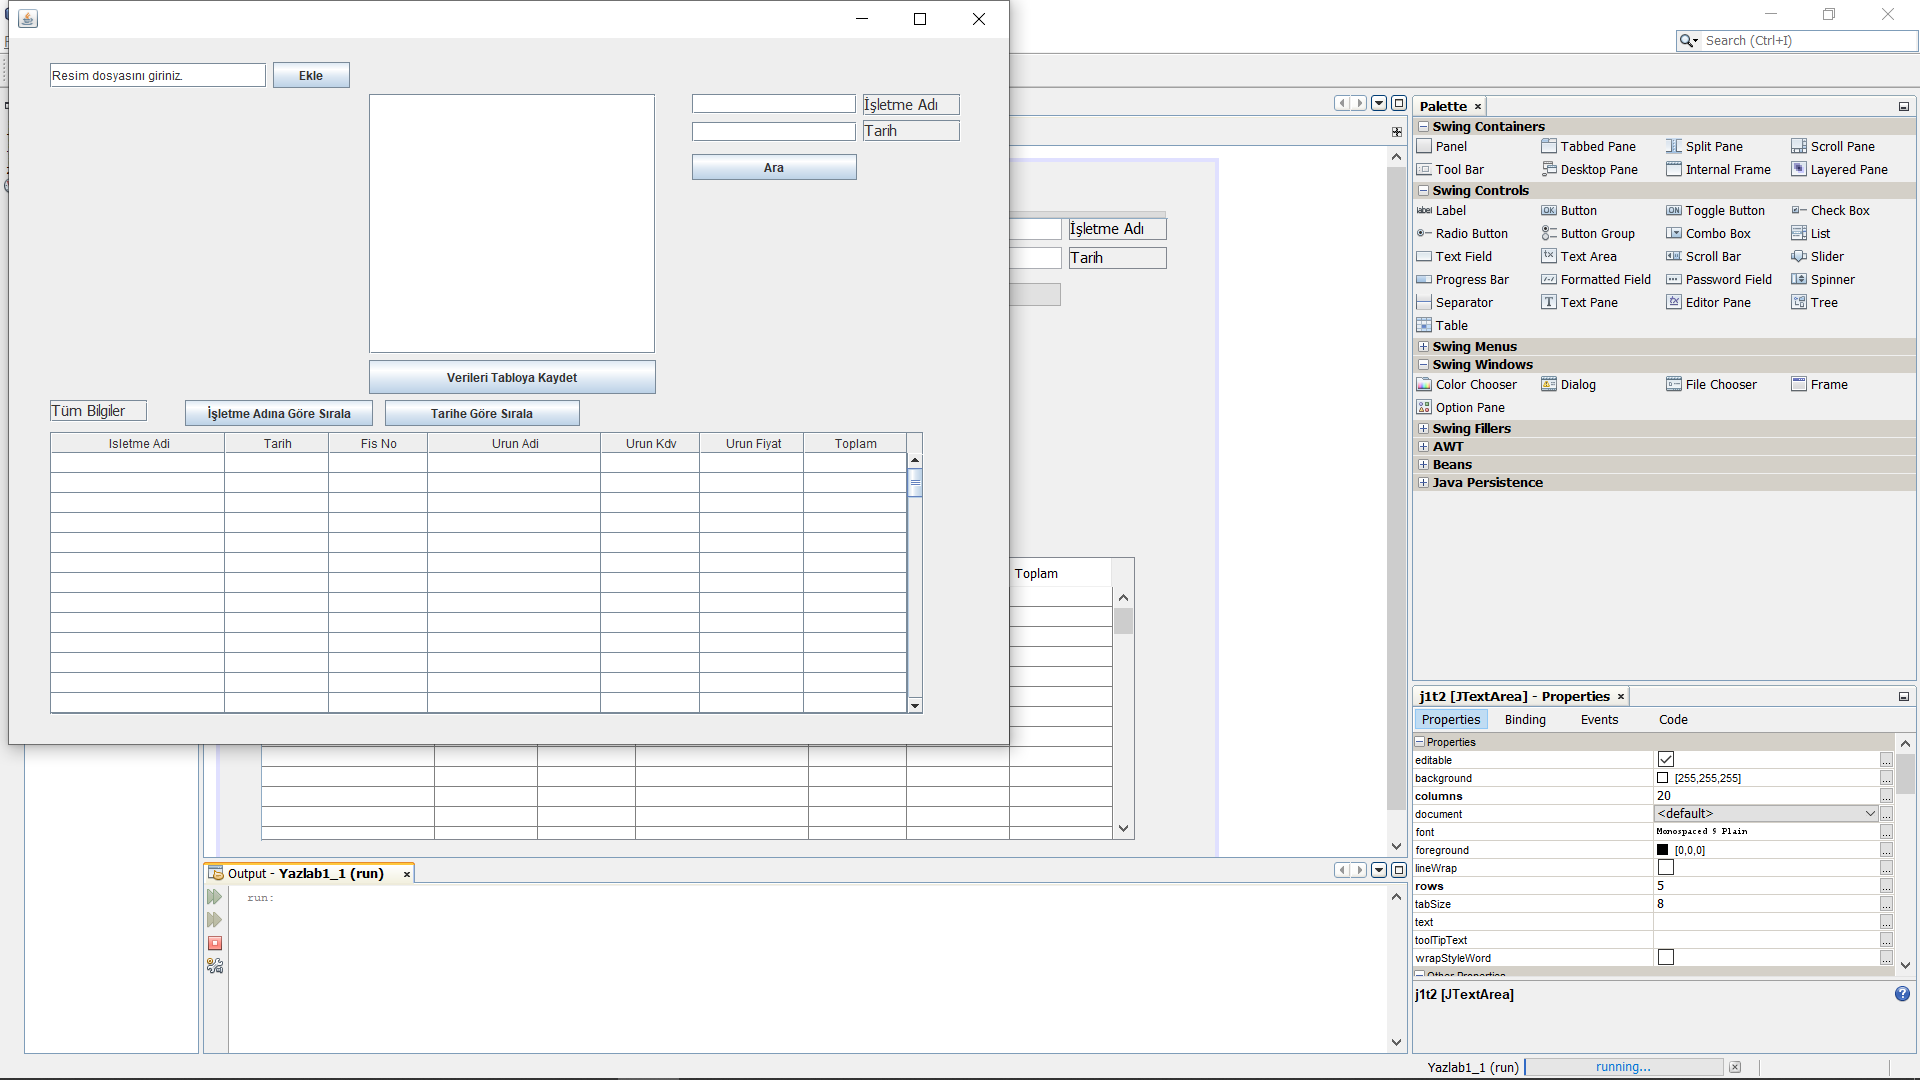 Search (Ctrl+I)
Resim dosyasını giriniz.
Ekle
İşletme Adı
Tarih
Ara
Verileri Tabloya Kaydet
Tüm Bilgiler
İşletme Adına Göre Sırala
Tarihe Göre Sırala
Isletme Adi Tarih Fis No Urun Adi Urun Kdv Urun Fiyat Toplam
İşletme Adı
Tarih
Toplam
Palette
Swing Containers
Panel Tabbed Pane Split Pane Scroll Pane
Tool Bar Desktop Pane Internal Frame Layered Pane
Swing Controls
Label Button Toggle Button Check Box
Radio Button Button Group Combo Box List
Text Field Text Area Scroll Bar Slider
Progress Bar Formatted Field Password Field Spinner
Separator Text Pane Editor Pane Tree
Table
Swing Menus
Swing Windows
Color Chooser Dialog File Chooser Frame
Option Pane
Swing Fillers
AWT
Beans
Java Persistence
j1t2 [JTextArea] - Properties
Properties Binding Events Code
Properties
editable
background [255,255,255]
columns 20
document <default>
font Monospaced 9 Plain
foreground [0,0,0]
lineWrap
rows 5
tabSize 8
text
toolTipText
wrapStyleWord
Other Properties
j1t2 [JTextArea]
Output - Yazlab1_1 (run)
run:
Yazlab1_1 (run) running...